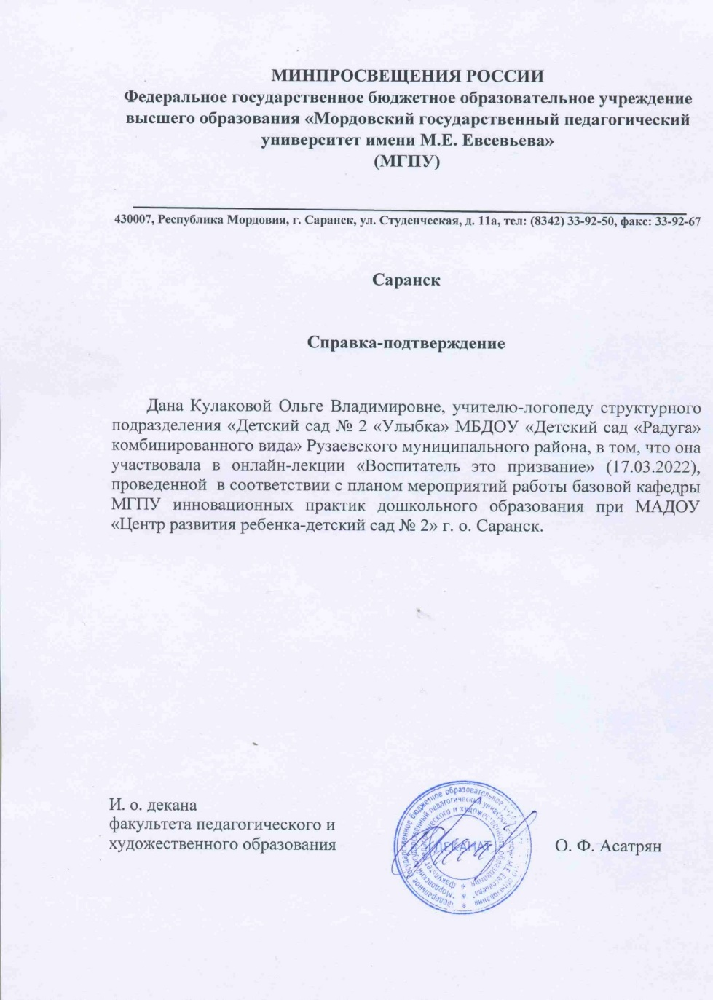 МИНПРОСВЕЩЕНИЯ РОССИИ
Федеральное государственное бюджетное образовательное учреждение
высшего образования «Мордовский государственный педагогический
университет имени М.Е. Евсевьева»
(МГПУ)
430007, Республика Мордовия, г. Саранск, ул. Студенческая, д. 11а, тел: (8342) 33-92-50, факс: 33-92-67
Саранск
Справка-подтверждение
Дана Кулаковой Ольге Владимировне, учителю-логопеду структурного
подразделения «Детский сад № 2 «Улыбка» МБДОУ «Детский сад «Радуга»
комбинированного вида» Рузаевского муниципального района, в том, что она
участвовала в онлайн-лекции «Воспитатель это призвание» (17.03.2022),
проведенной в соответствии с планом мероприятий работы базовой кафедры
МГПУ инновационных практик дошкольного образования при МАДОУ
«Центр развития ребенка-детский сад № 2» г. о. Саранск.
И. о. декана
факультета педагогического и
художественного образования
ДЕКАНАТ
О. Ф. Асатрян